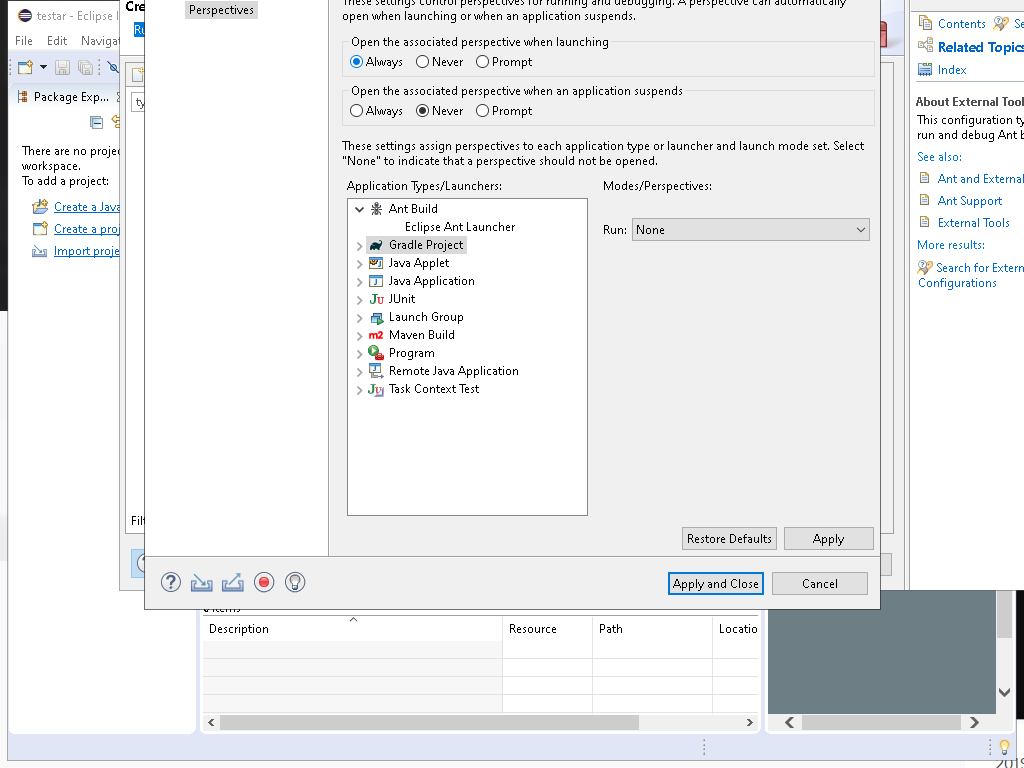 testar - Eclipse I
File Edit Navigat
Package Exp...
There are no proje
workspace.
To add a project:
Create a Java
Create a proj
Import proje
Cre
Ru
ty
Filt
Perspectives
These settings control perspectives for running and debugging. A perspective can automatically
open when launching or when an application suspends.
Open the associated perspective when launching
Always Never Prompt
Open the associated perspective when an application suspends
Always Never Prompt
These settings assign perspectives to each application type or launcher and launch mode set. Select
"None" to indicate that a perspective should not be opened.
Application Types/Launchers: Modes/Perspectives:
Ant Build
Eclipse Ant Launcher
Gradle Project
Java Applet
Java Application
JUnit
Launch Group
Maven Build
Program
Remote Java Application
Task Context Test
Run: None
Restore Defaults Apply
Apply and Close Cancel
Contents Se
Related Topics
Index
About External Tool
This configuration ty
run and debug Ant b
See also:
Ant and External
Ant Support
External Tools
More results:
Search for Extern
Configurations
items
Description Resource Path Locatio
2019